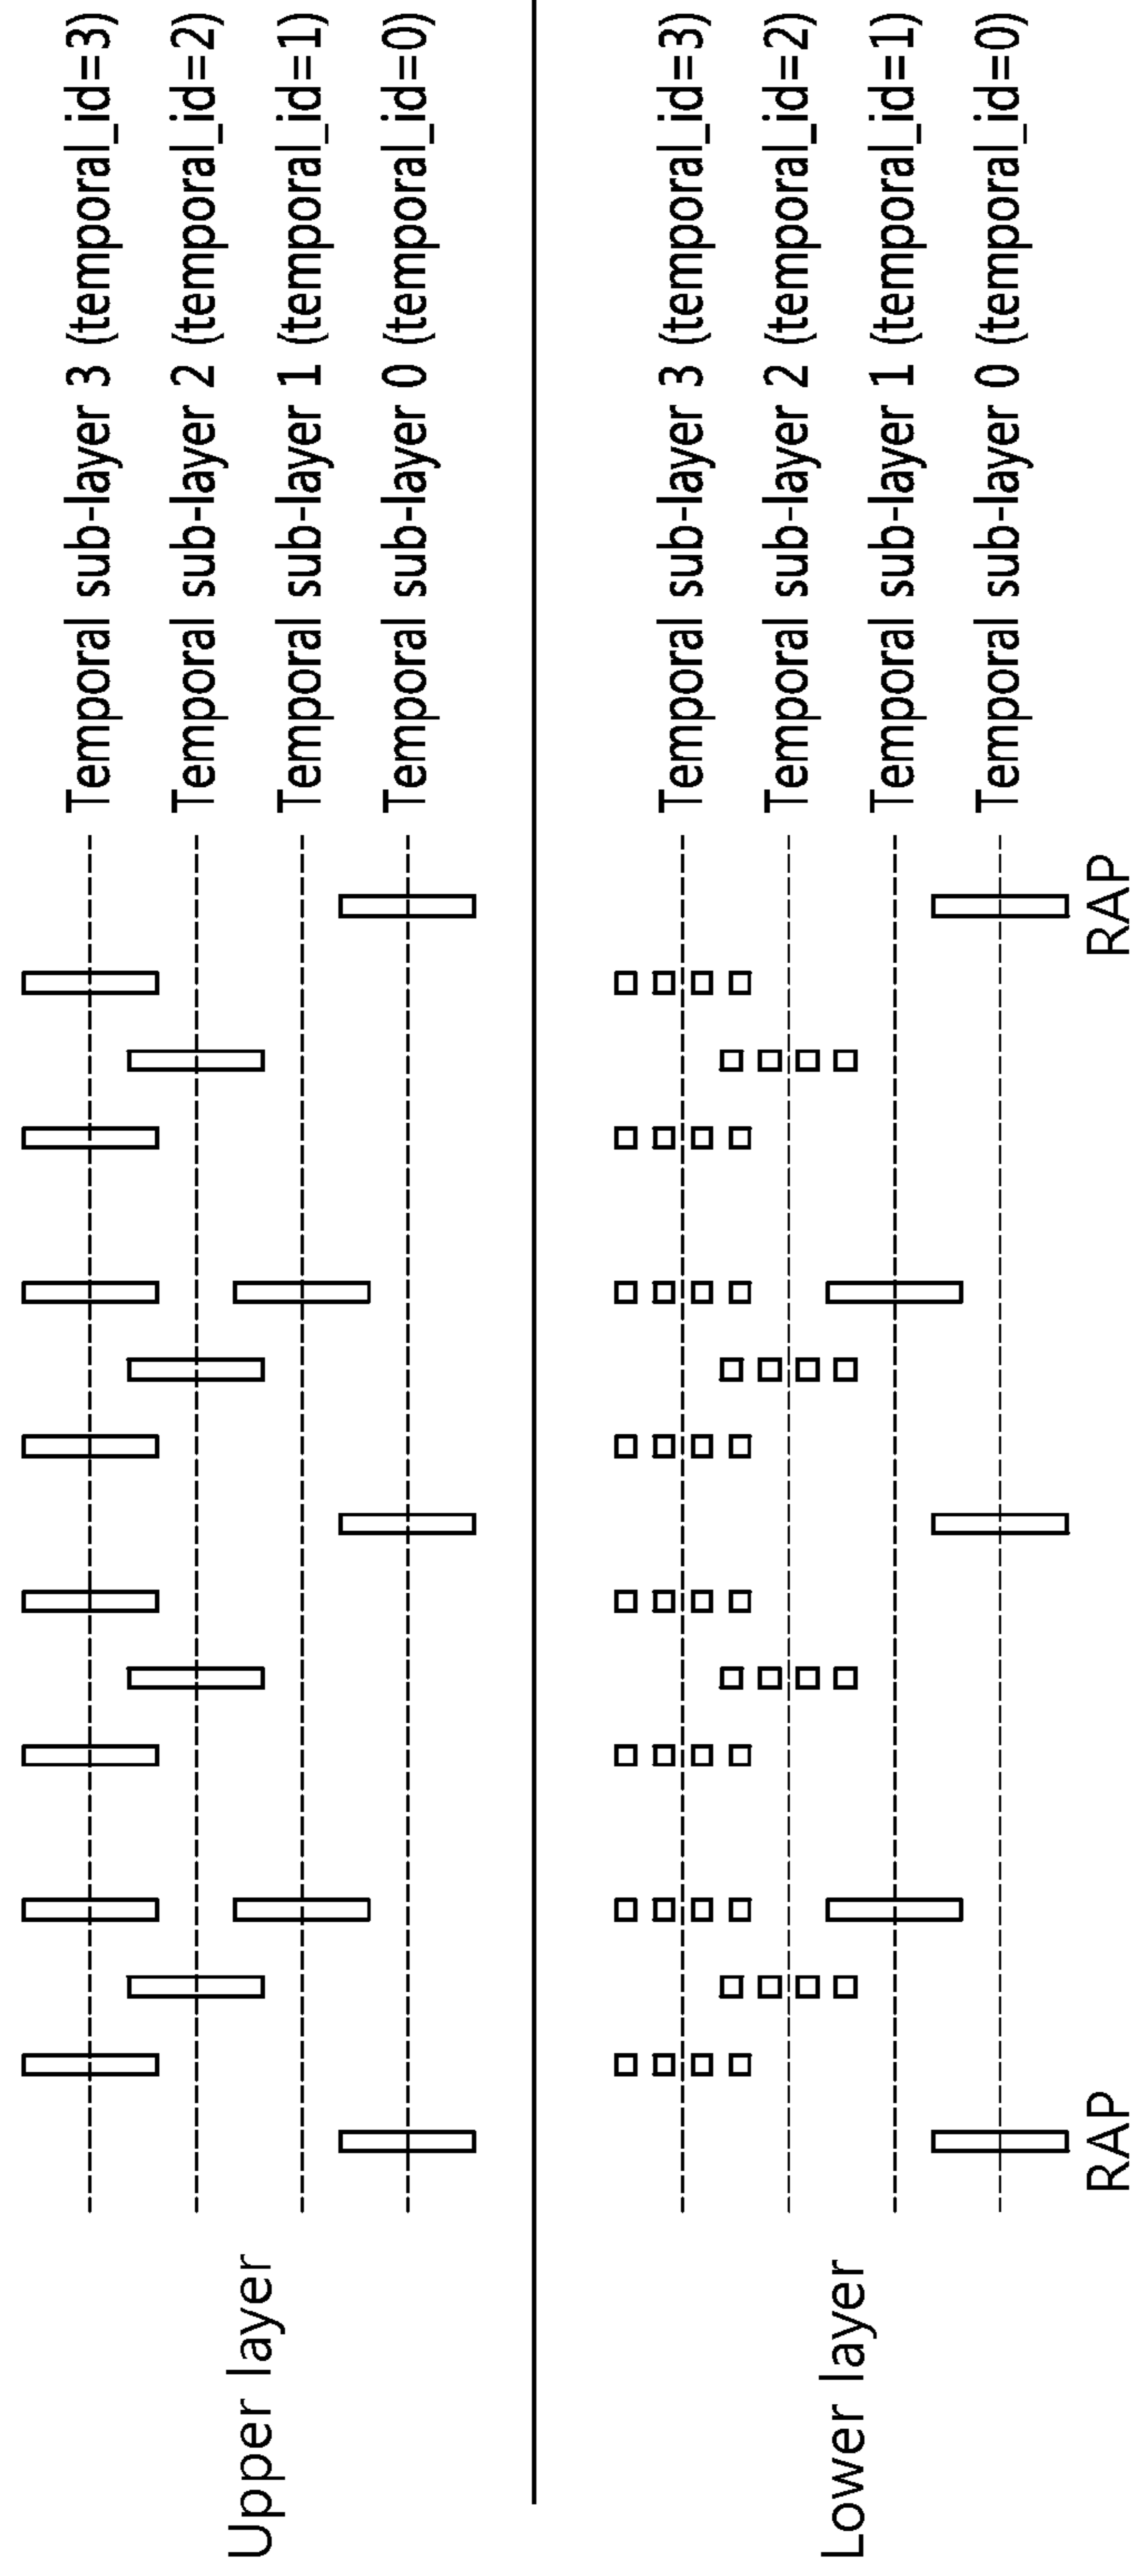 Upper layer
Temporal sub-layer 3 (temporal_id=3)
Temporal sub-layer 2 (temporal_id=2)
Temporal sub-layer 1 (temporal_id=1)
Temporal sub-layer 0 (temporal_id=0)
Lower layer
Temporal sub-layer 3 (temporal_id=3)
Temporal sub-layer 2 (temporal_id=2)
Temporal sub-layer 1 (temporal_id=1)
Temporal sub-layer 0 (temporal_id=0)
RAP
RAP